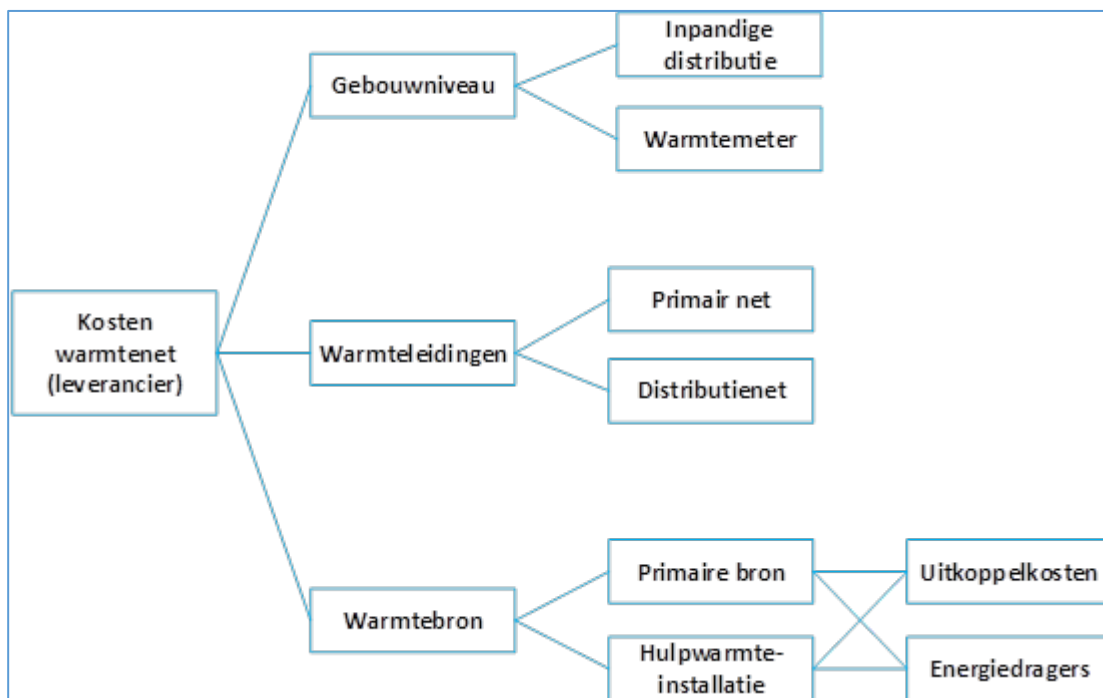 Inpandige
distributie
Gebouwniveau
Warmtemeter
Kosten
warmtenet
(leverancier)
Primair net
Warmteleidingen
Distributienet
Primaire bron
Uitkoppelkosten
Warmtebron
Hulpwarmte-
installatie
Energiedragers